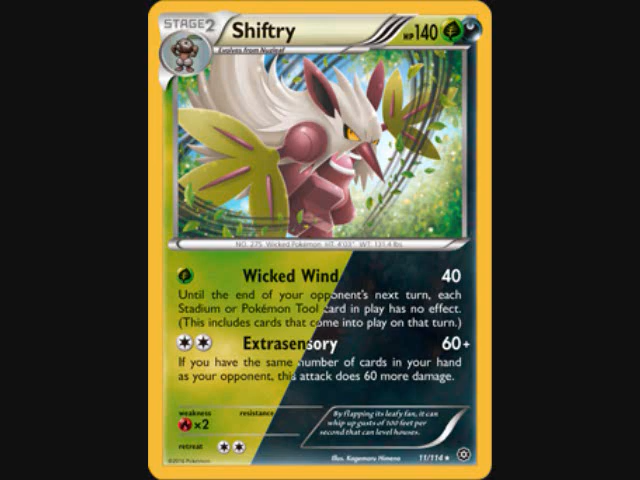 STAGE2
Shiftry
HP140
Evolves from Nuzleaf
NO. 275 Wicked Pokémon HT. 4'03" WT. 131.4 lbs
Wicked Wind 40
Until the end of your opponent's next turn, each
Stadium or Pokémon Tool card in play has no effect.
(This includes cards that come into play on that turn.)
Extrasensory 60+
If you have the same number of cards in your hand
as your opponent, this attack does 60 more damage.
weakness resistance
×2
retreat
By flapping its leafy fan, it can
whip up gusts of 100 feet per
second that can level houses.
Illus. Kagemaru Himeno
11/114 ★
©2016 Pokémon